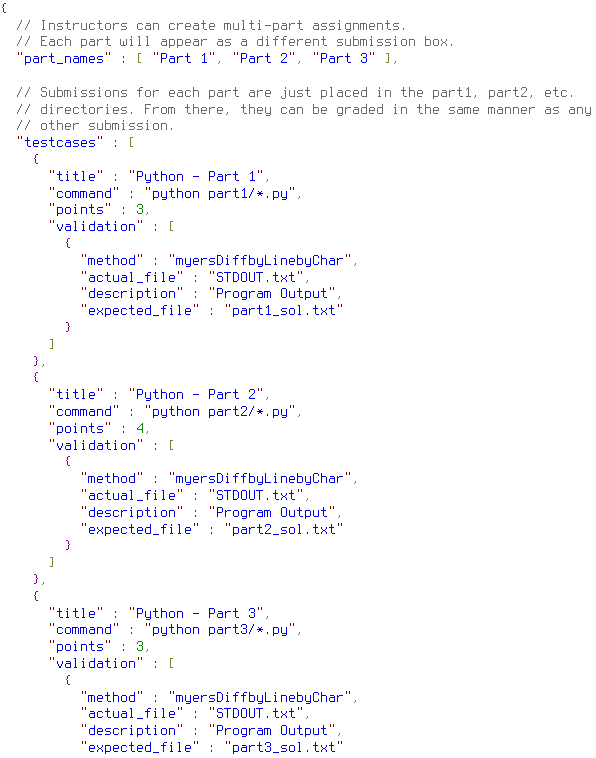 {
  // Instructors can create multi-part assignments.
  // Each part will appear as a different submission box.
  "part_names" : [ "Part 1", "Part 2", "Part 3" ],

  // Submissions for each part are just placed in the part1, part2, etc.
  // directories. From there, they can be graded in the same manner as any
  // other submission.
  "testcases" : [
    {
      "title" : "Python - Part 1",
      "command" : "python part1/*.py",
      "points" : 3,
      "validation" : [
        {
          "method" : "myersDiffbyLinebyChar",
          "actual_file" : "STDOUT.txt",
          "description" : "Program Output",
          "expected_file" : "part1_sol.txt"
        }
      ]
    },
    {
      "title" : "Python - Part 2",
      "command" : "python part2/*.py",
      "points" : 4,
      "validation" : [
        {
          "method" : "myersDiffbyLinebyChar",
          "actual_file" : "STDOUT.txt",
          "description" : "Program Output",
          "expected_file" : "part2_sol.txt"
        }
      ]
    },
    {
      "title" : "Python - Part 3",
      "command" : "python part3/*.py",
      "points" : 3,
      "validation" : [
        {
          "method" : "myersDiffbyLinebyChar",
          "actual_file" : "STDOUT.txt",
          "description" : "Program Output",
          "expected_file" : "part3_sol.txt"